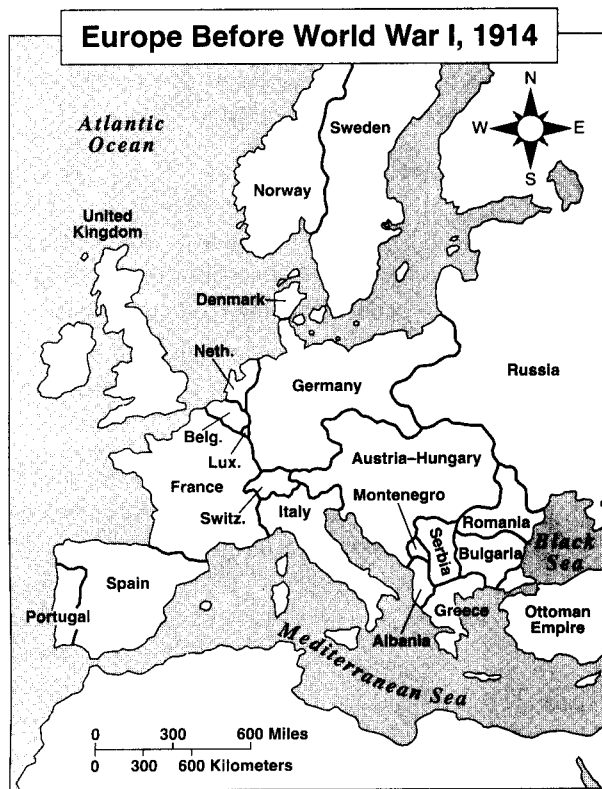 Europe Before World War I, 1914
Atlantic
Ocean
N
W
E
S
Sweden
Norway
United
Kingdom
Denmark
Neth.
Germany
Russia
Belg.
Lux.
Austria–Hungary
France
Montenegro
Switz.
Italy
Romania
Serbia
Black
Sea
Bulgaria
Spain
Portugal
Greece
Ottoman
Empire
Albania
Mediterranean Sea
0 300 600 Miles
0 300 600 Kilometers